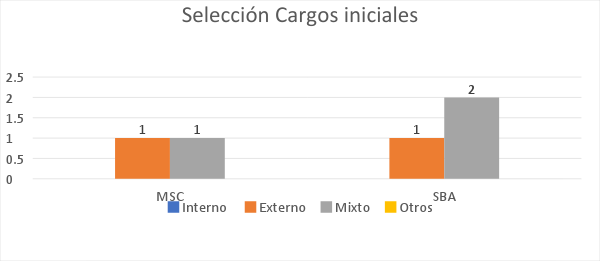 Selección Cargos iniciales
2.5
2
1.5
1
0.5
0
1
1
1
2
MSC
SBA
Interno
Externo
Mixto
Otros